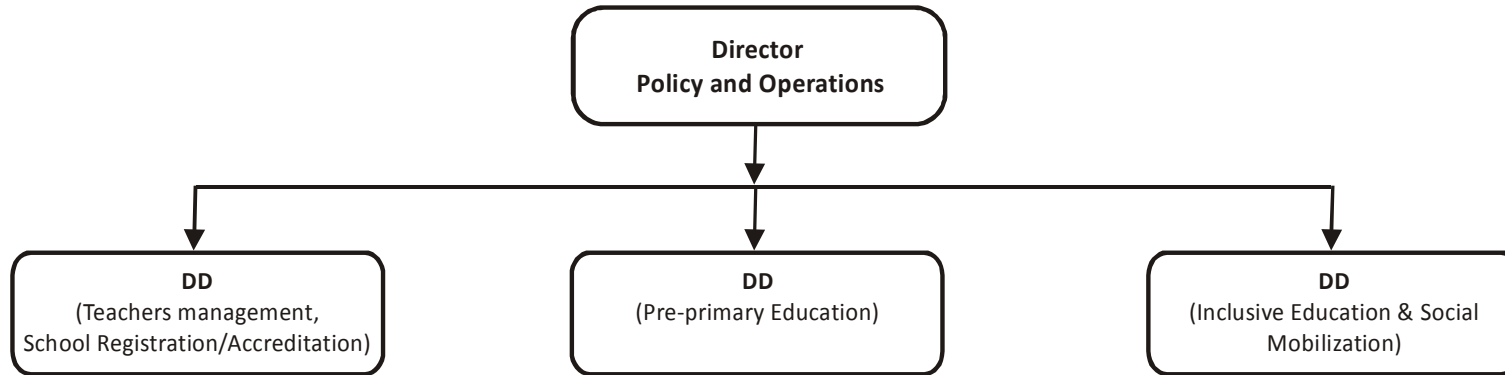 Director
Policy and Operations
DD
(Teachers management,
School Registration/Accreditation)
DD
(Pre-primary Education)
DD
(Inclusive Education & Social
Mobilization)